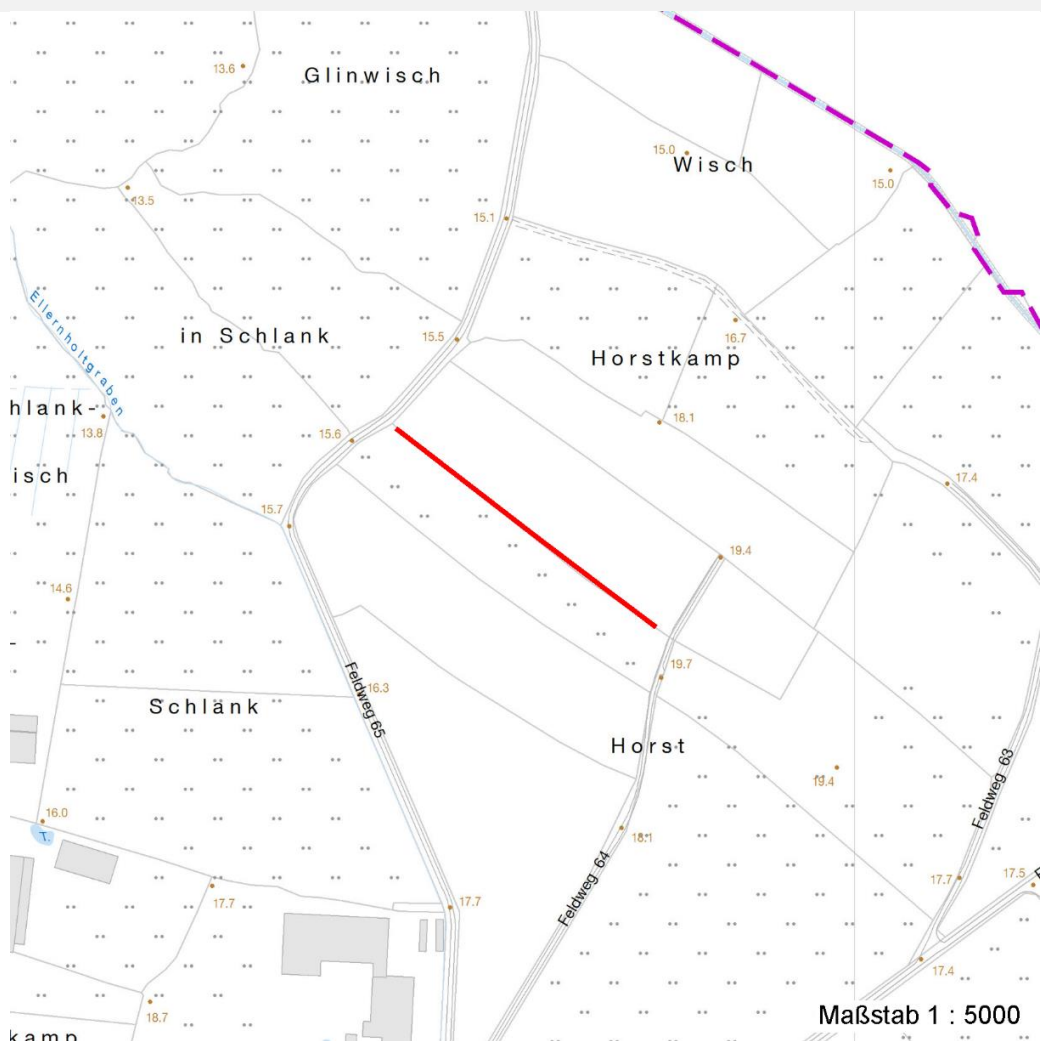 13.6
Glinwisch
15.0
Wisch
15.0
13.5
15.1
Ellernholtgraben
in Schlank
15.5
16.7
Horstkamp
hlank-
13.8
isch
15.6
18.1
17.4
15.7
19.4
14.6
16.3
Feldweg 65
19.7
Schlank
Horst
19.4
Feldweg 63
16.0
T.
18.1
Feldweg 64
17.7
17.7
17.7
17.5
17.4
18.7
kamp
Maßstab 1 : 5000